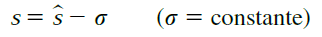 s = ŝ − σ (σ = constante)